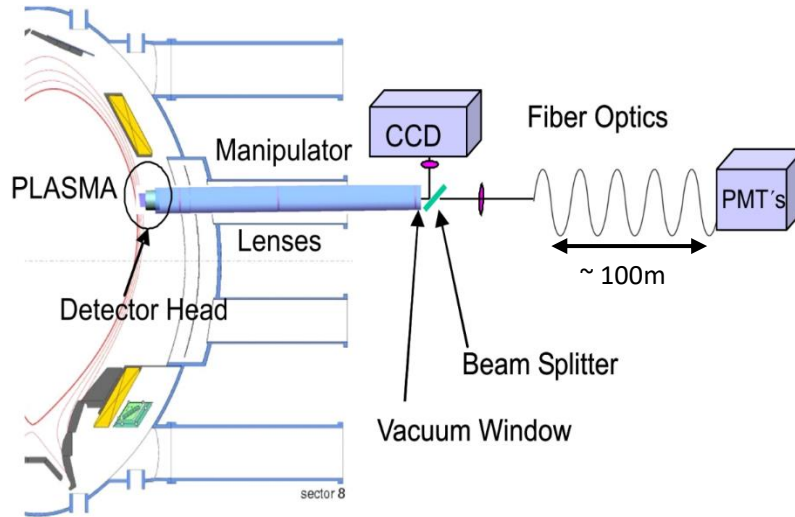 CCD
Fiber Optics
Manipulator
PLASMA
PMT´s
Lenses
~ 100m
Detector Head
Beam Splitter
Vacuum Window
sector 8